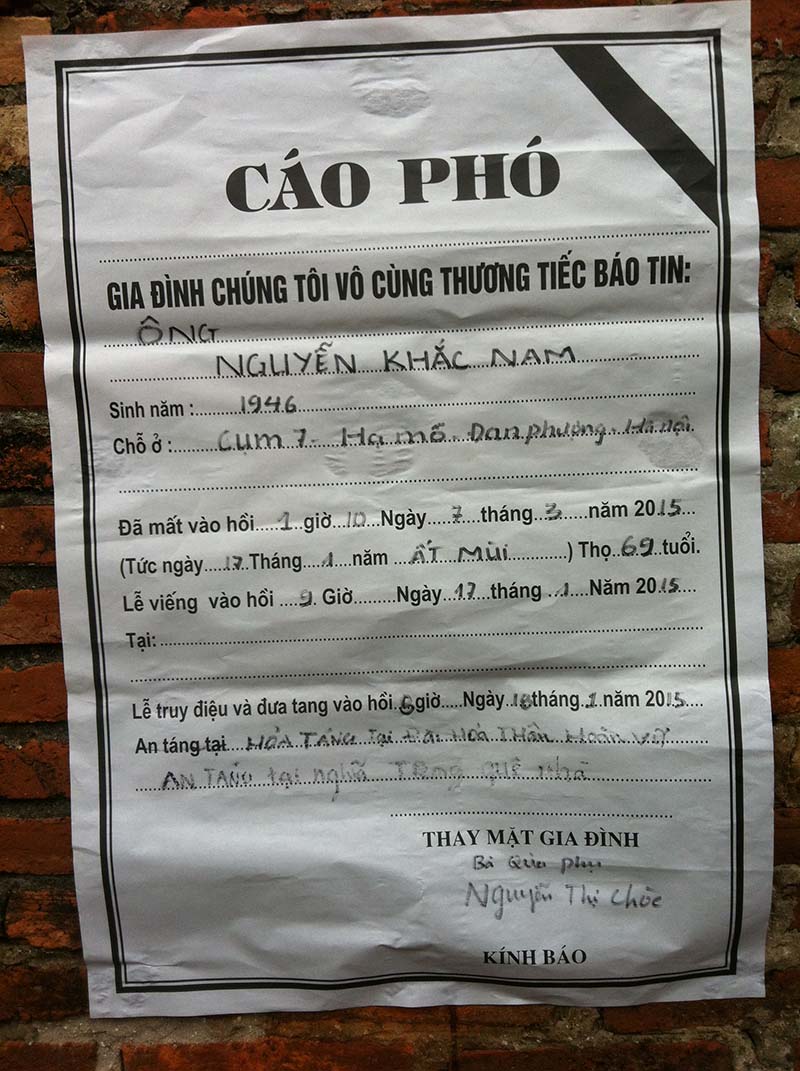 CÁO PHÓ
GIA ĐÌNH CHÚNG TÔI VÔ CÙNG THƯƠNG TIẾC BÁO TIN:
ÔNG
NGUYỄN KHẮC NAM
Sinh năm : 1946
Chỗ ở : Cụm 7 - Hạ mỗ - Đan phượng - Hà nội.
Đã mất vào hồi 1 giờ 10 Ngày 7 tháng 3 năm 2015
(Tức ngày 17 Tháng 1 năm ẤT MÙI ) Thọ 69 tuổi.
Lễ viếng vào hồi 9 Giờ Ngày 17 tháng 1 Năm 2015
Tại:
Lễ truy điệu và đưa tang vào hồi 6 giờ Ngày 18 tháng 1 năm 2015
An táng tại HỎA TÁNG Tại Đài HOÁ THÂN Hoàn Vũ
AN TÁNG tại nghĩa TRang quê nhà
THAY MẶT GIA ĐÌNH
Bà Qủa phụ
Nguyễn Thị Chòe
KÍNH BÁO